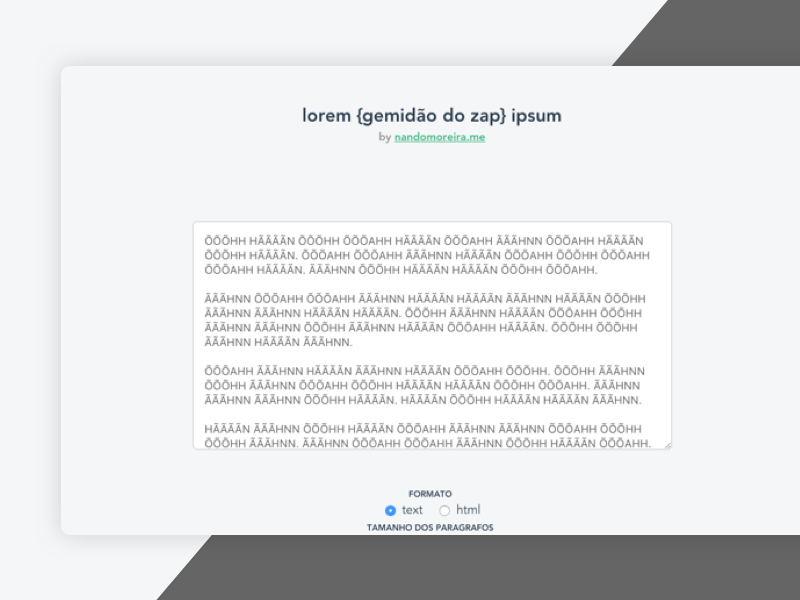 lorem {gemidão do zap} ipsum
by nandomoreira.me
ÕÕÕHH HÃÃÃÃN ÕÕÕHH ÕÕÕAHH HÃÃÃÃN ÕÕÕAHH ÃÃÃHNN ÕÕÕAHH HÃÃÃÃN
ÕÕÕHH HÃÃÃÃN. ÕÕÕAHH ÕÕÕAHH ÃÃÃHNN HÃÃÃÃN ÕÕÕAHH ÕÕÕHH ÕÕÕAHH
ÕÕÕAHH HÃÃÃÃN. ÃÃÃHNN ÕÕÕHH HÃÃÃÃN HÃÃÃÃN ÕÕÕHH ÕÕÕAHH.
ÃÃÃHNN ÕÕÕAHH ÕÕÕAHH ÃÃÃHNN HÃÃÃÃN HÃÃÃÃN ÃÃÃHNN HÃÃÃÃN ÕÕÕHH
ÃÃÃHNN ÃÃÃHNN HÃÃÃÃN HÃÃÃÃN. ÕÕÕHH ÃÃÃHNN HÃÃÃÃN ÕÕÕAHH ÕÕÕHH
ÃÃÃHNN ÃÃÃHNN ÕÕÕHH ÃÃÃHNN HÃÃÃÃN ÕÕÕAHH HÃÃÃÃN. ÕÕÕHH ÕÕÕHH
ÃÃÃHNN HÃÃÃÃN ÃÃÃHNN.
ÕÕÕAHH ÃÃÃHNN HÃÃÃÃN ÃÃÃHNN HÃÃÃÃN ÕÕÕAHH ÕÕÕHH. ÕÕÕHH ÃÃÃHNN
ÕÕÕHH ÃÃÃHNN ÕÕÕAHH ÕÕÕHH HÃÃÃÃN HÃÃÃÃN ÕÕÕHH ÕÕÕAHH. ÃÃÃHNN
ÃÃÃHNN ÃÃÃHNN ÕÕÕHH HÃÃÃÃN. HÃÃÃÃN ÕÕÕHH HÃÃÃÃN HÃÃÃÃN ÃÃÃHNN.
HÃÃÃÃN ÃÃÃHNN ÕÕÕHH HÃÃÃÃN ÕÕÕAHH ÃÃÃHNN ÃÃÃHNN ÕÕÕAHH ÕÕÕHH
ÕÕÕHH ÃÃÃHNN. ÃÃÃHNN ÕÕÕAHH ÕÕÕAHH ÃÃÃHNN ÕÕÕHH HÃÃÃÃN ÕÕÕAHH.
FORMATO
text html
TAMANHO DOS PARAGRAFOS